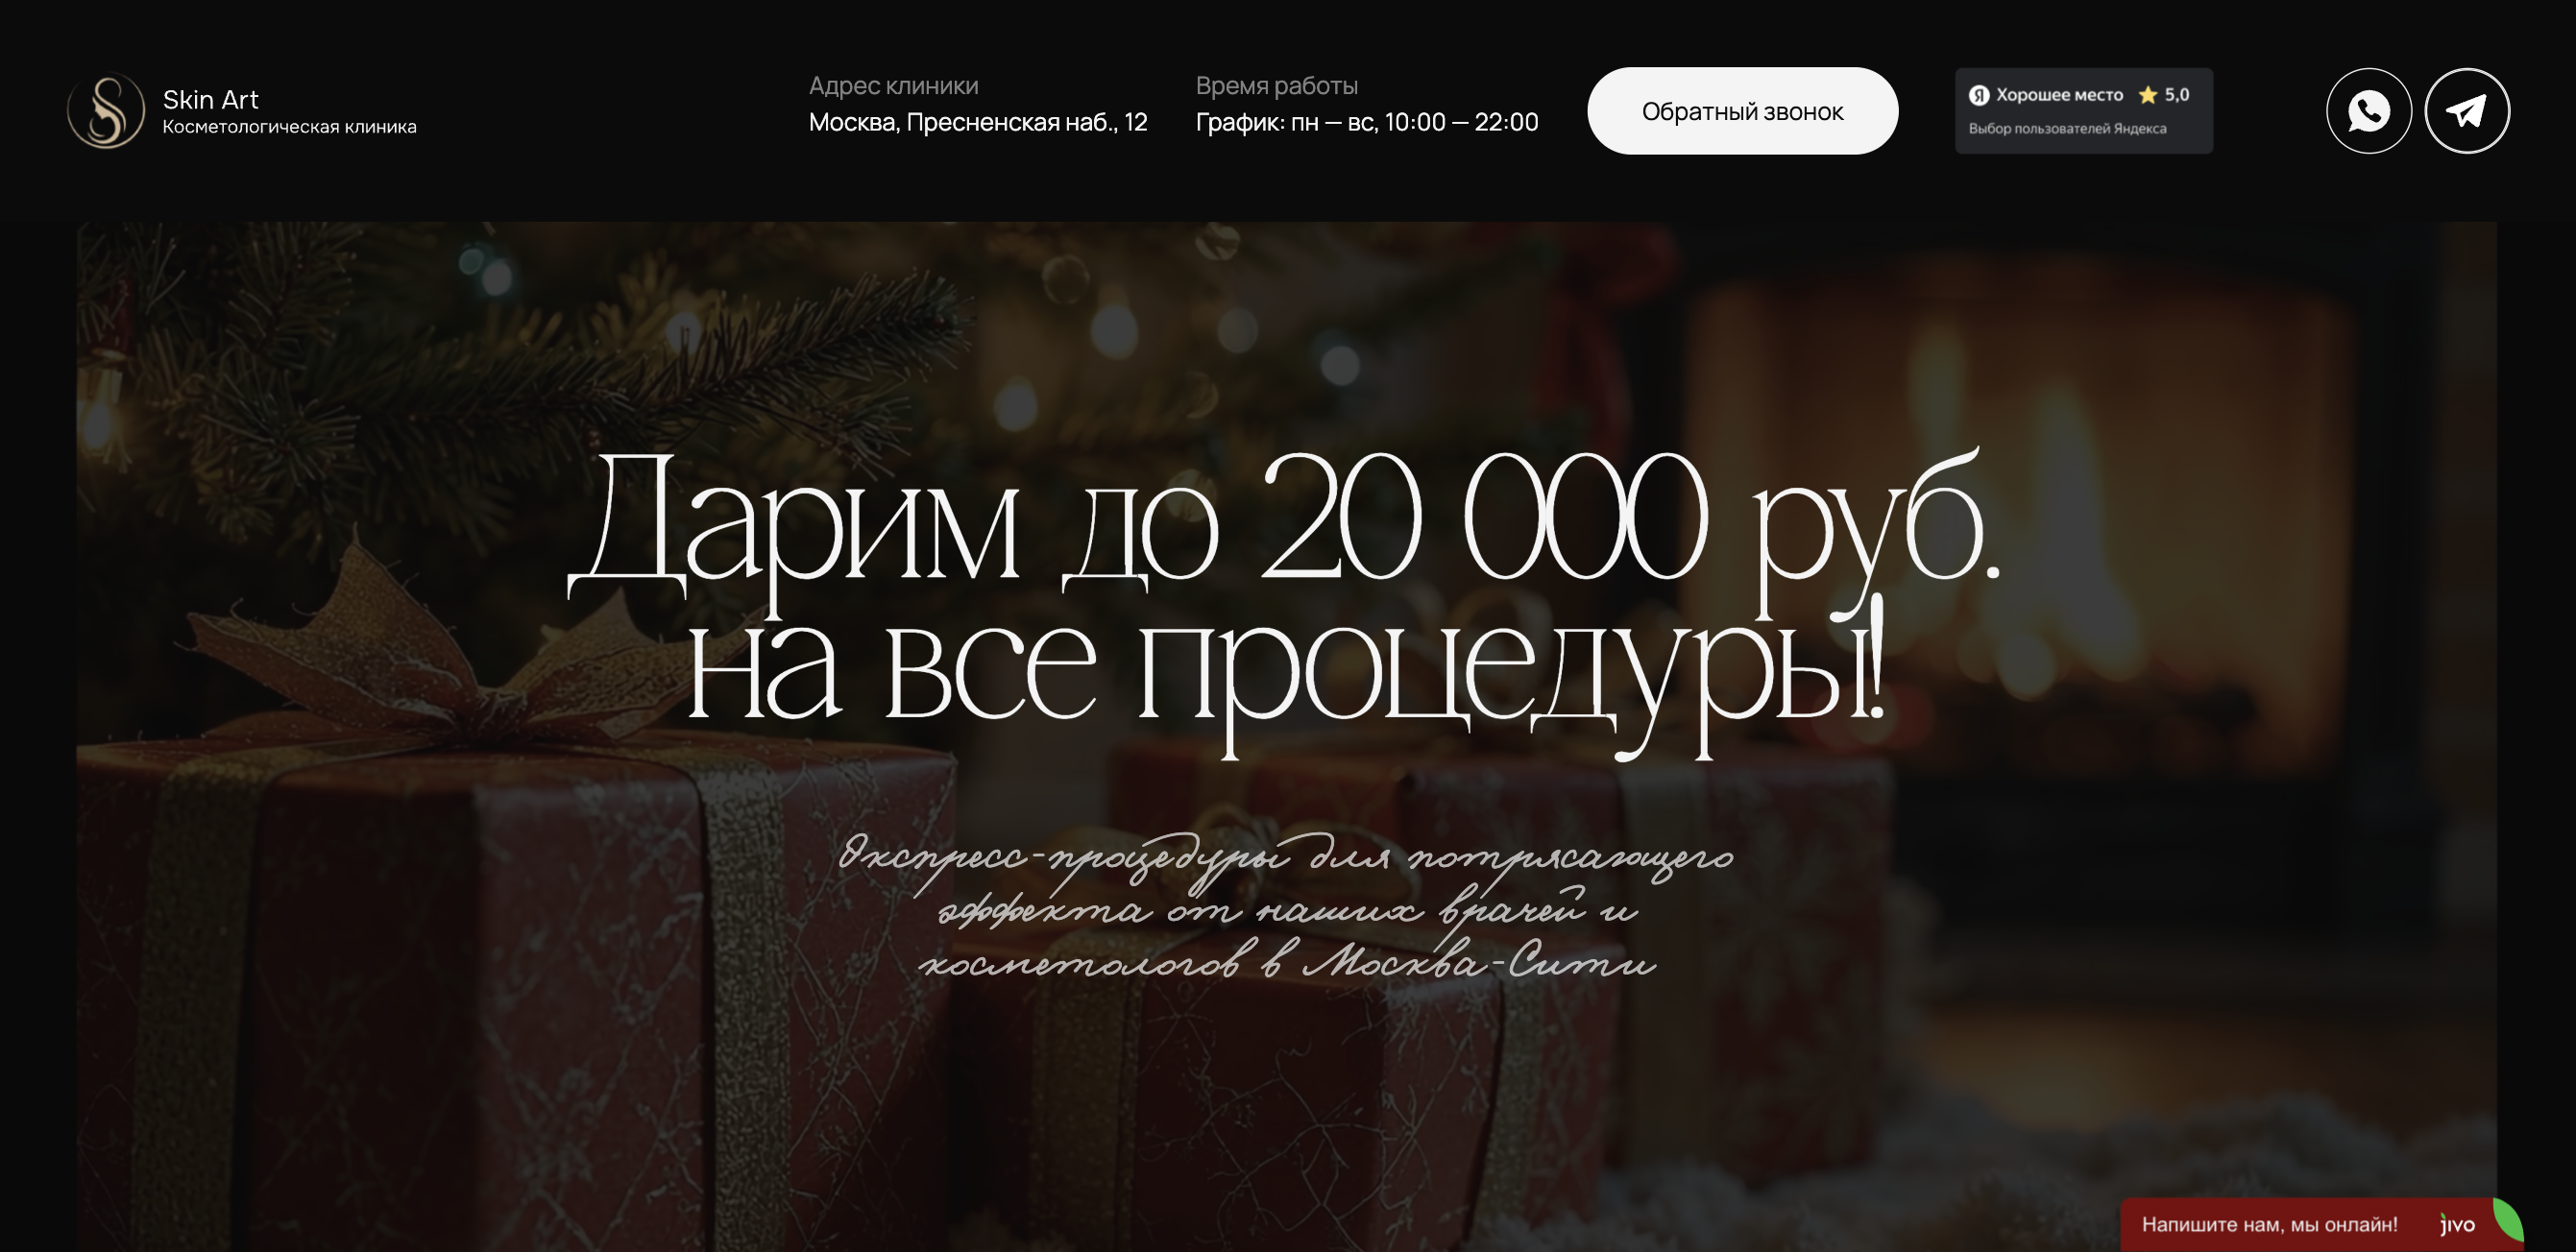 Skin Art
Косметологическая клиника
Адрес клиники
Москва, Пресненская наб., 12
Время работы
График: пн — вс, 10:00 — 22:00
Обратный звонок
Я Хорошее место ⭐ 5,0
Выбор пользователей Яндекса
Дарим до 20 000 руб.
на все процедуры!
Экспресс-процедуры для потрясающего
эффекта от наших врачей и
косметологов в Москва-Сити
Напишите нам, мы онлайн! jivo